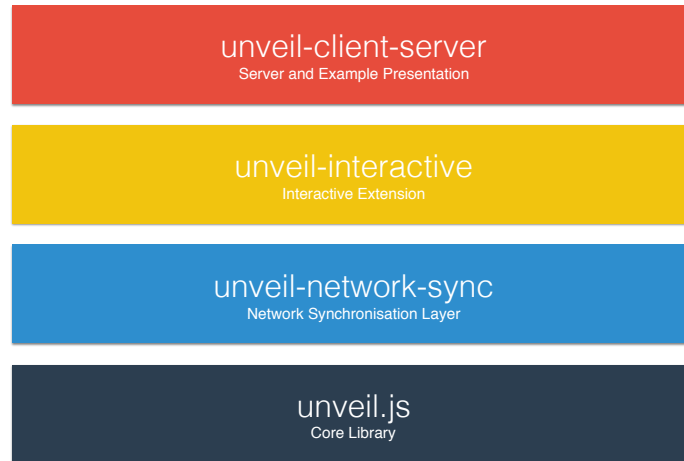 unveil-client-server
Server and Example Presentation
unveil-interactive
Interactive Extension
unveil-network-sync
Network Synchronisation Layer
unveil.js
Core Library